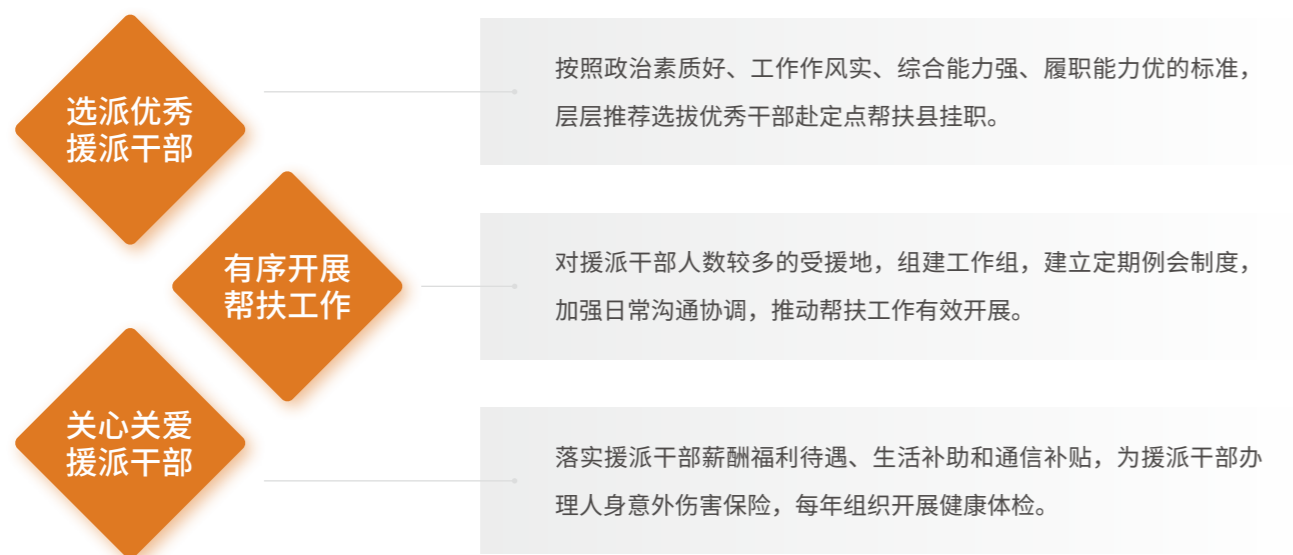 选派优秀
援派干部
按照政治素质好、工作作风实、综合能力强、履职能力优的标准，
层层推荐选拔优秀干部赴定点帮扶县挂职。
有序开展
帮扶工作
对援派干部人数较多的受援地，组建工作组，建立定期例会制度，
加强日常沟通协调，推动帮扶工作有效开展。
关心关爱
援派干部
落实援派干部薪酬福利待遇、生活补助和通信补贴，为援派干部办
理人身意外伤害保险，每年组织开展健康体检。